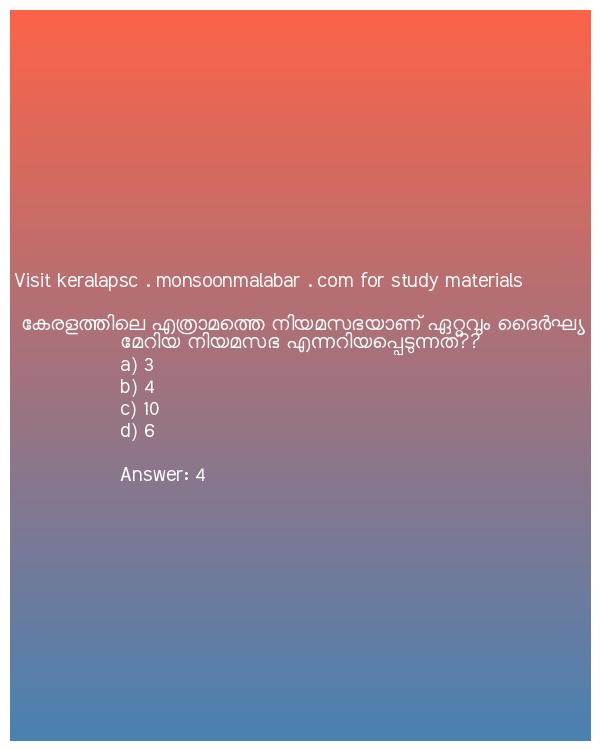 Visit keralapsc . monsoonmalabar . com for study materials
കേരളത്തിലെ എത്രാമത്തെ നിയമസഭയാണ് ഏറ്റവും ദൈർഘ്യ
മേറിയ നിയമസഭ എന്നറിയപ്പെടുന്നത്??
a) 3
b) 4
c) 10
d) 6
Answer: 4